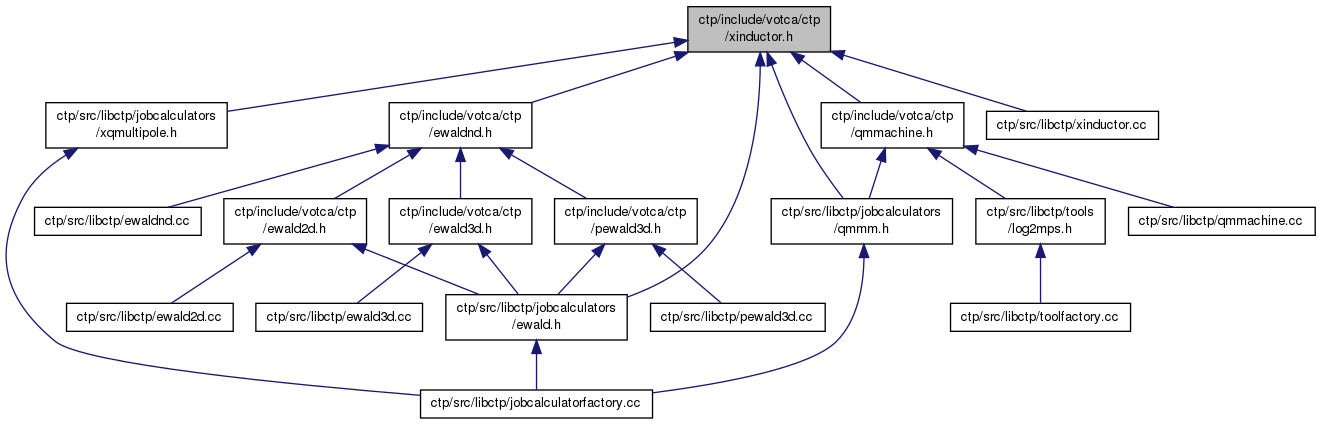 ctp/include/votca/ctp
/xinductor.h
ctp/src/libctp/jobcalculators
/xqmultipole.h
ctp/include/votca/ctp
/ewaldnd.h
ctp/include/votca/ctp
/qmmachine.h
ctp/src/libctp/xinductor.cc
ctp/src/libctp/ewaldnd.cc
ctp/include/votca/ctp
/ewald2d.h
ctp/include/votca/ctp
/ewald3d.h
ctp/include/votca/ctp
/pewald3d.h
ctp/src/libctp/jobcalculators
/qmmm.h
ctp/src/libctp/tools
/log2mps.h
ctp/src/libctp/qmmachine.cc
ctp/src/libctp/ewald2d.cc
ctp/src/libctp/ewald3d.cc
ctp/src/libctp/jobcalculators
/ewald.h
ctp/src/libctp/pewald3d.cc
ctp/src/libctp/toolfactory.cc
ctp/src/libctp/jobcalculatorfactory.cc